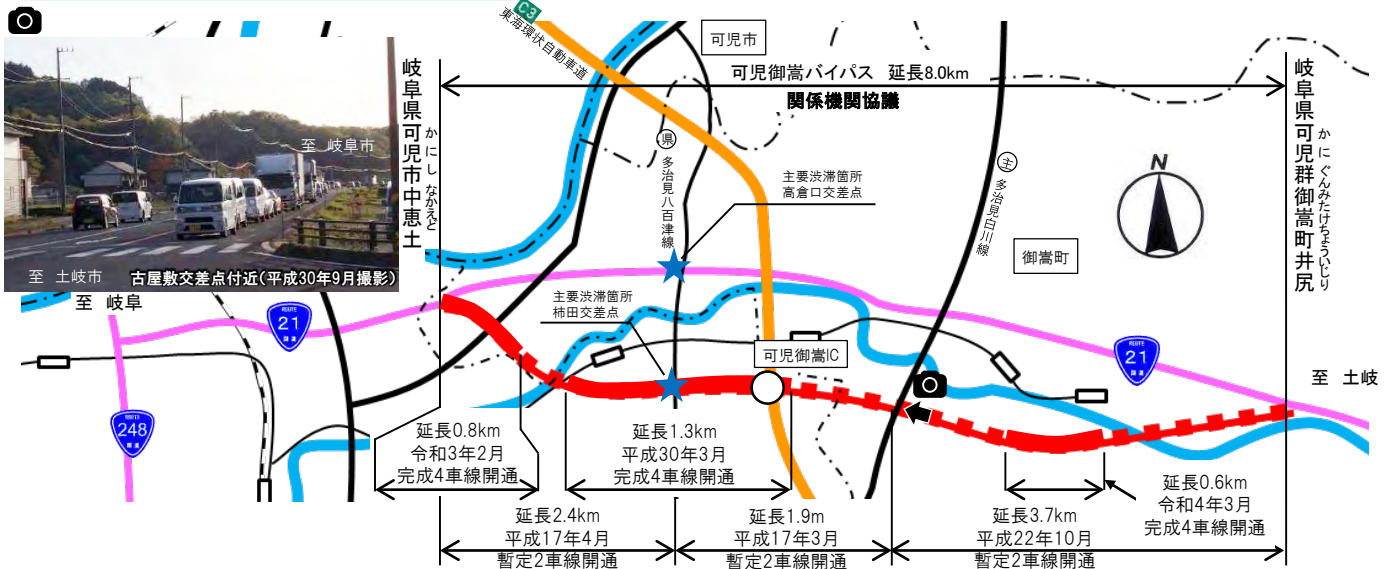 C3
東海環状自動車道
可児市
可児御嵩バイパス 延長8.0km
関係機関協議
岐阜県可児市中恵土
かにし なかえど
岐阜県可児群御嵩町井尻
かに ぐんみたけちょういじり
至 岐阜市
至 土岐市
古屋敷交差点付近(平成30年9月撮影)
県
多治見八百津線
主要渋滞箇所
高倉口交差点
主
多治見白川線
N
御嵩町
至 岐阜
ROUTE
21
国道
主要渋滞箇所
柿田交差点
可児御嵩IC
ROUTE
21
国道
至 土岐
ROUTE
248
国道
延長0.8km
令和3年2月
完成4車線開通
延長1.3km
平成30年3月
完成4車線開通
延長0.6km
令和4年3月
完成4車線開通
延長2.4km
平成17年4月
暫定2車線開通
延長1.9m
平成17年3月
暫定2車線開通
延長3.7km
平成22年10月
暫定2車線開通